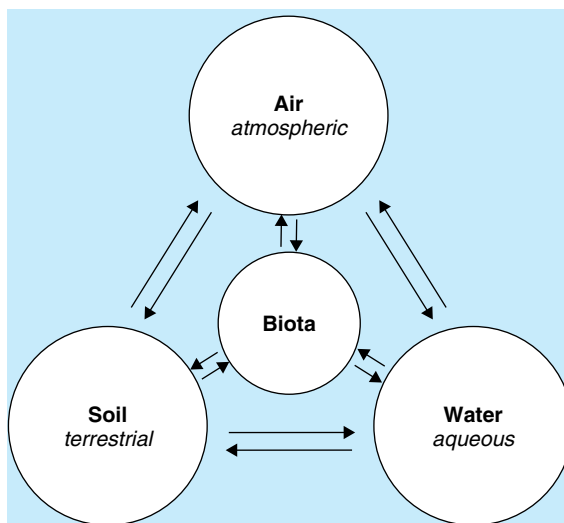 Air
atmospheric
Biota
Soil
terrestrial
Water
aqueous